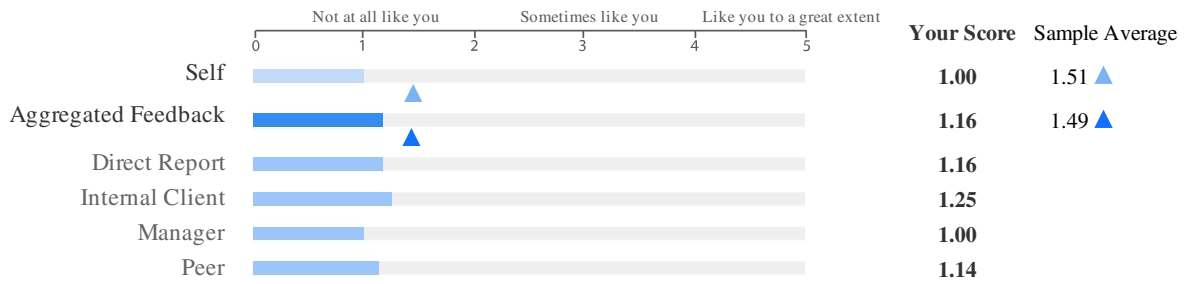 Not at all like you Sometimes like you Like you to a great extent
0 1 2 3 4 5 Your Score Sample Average
Self 1.00 1.51
Aggregated Feedback 1.16 1.49
Direct Report 1.16
Internal Client 1.25
Manager 1.00
Peer 1.14